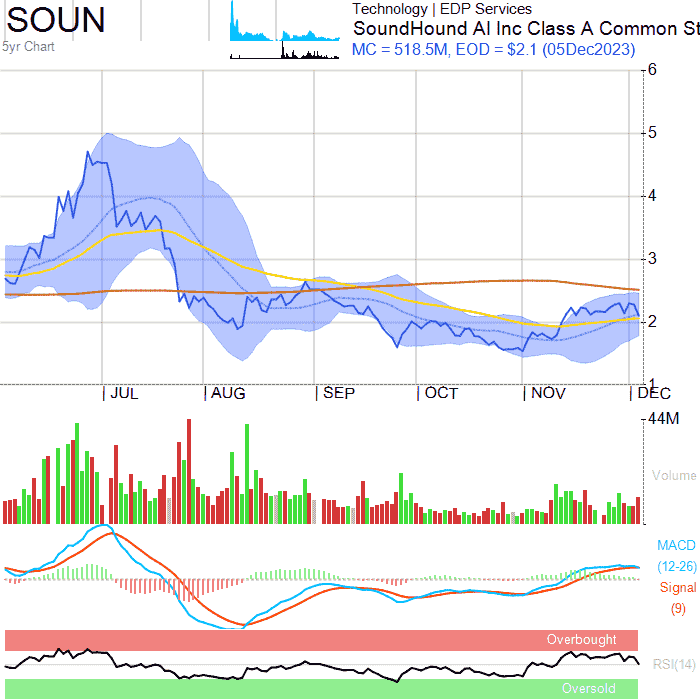 SOUN
5yr Chart
Technology | EDP Services
SoundHound AI Inc Class A Common St
MC = 518.5M, EOD = $2.1 (05Dec2023)
6
5
4
3
2
1
| JUL | AUG | SEP | OCT | NOV | DEC
44M
Volume
MACD
(12-26)
Signal
(9)
Overbought
RSI(14)
Oversold